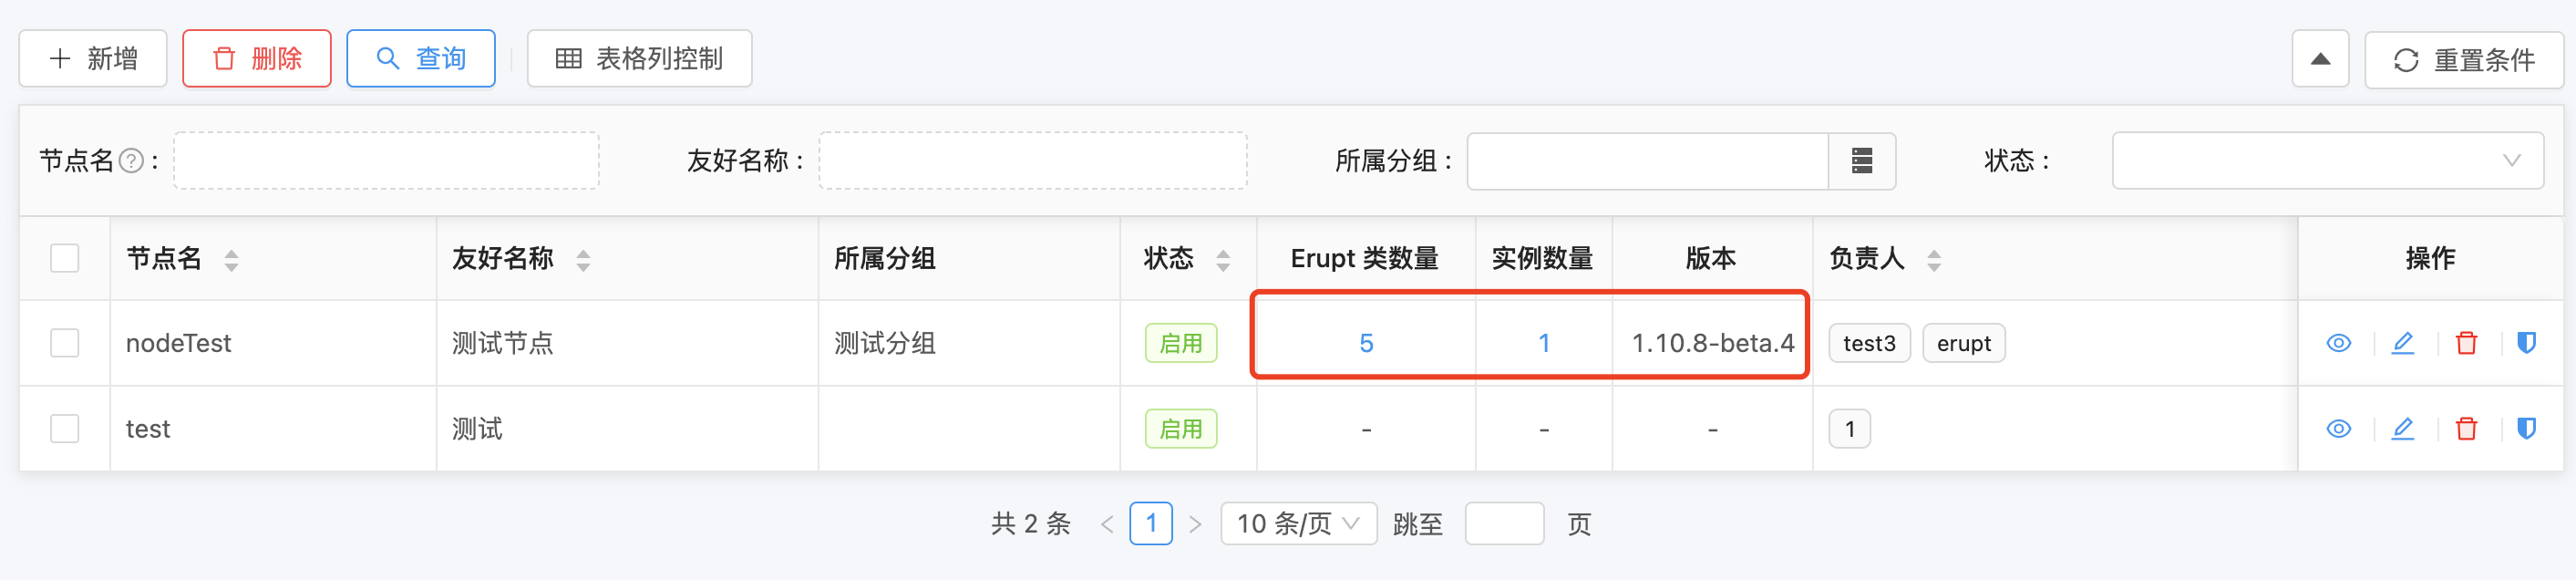 新增 删除 查询 表格列控制 重置条件
节点名? : 友好名称 : 所属分组 : 状态 :
节点名 友好名称 所属分组 状态 Erupt 类数量 实例数量 版本 负责人 操作
nodeTest 测试节点 测试分组 启用 5 1 1.10.8-beta.4 test3 erupt
test 测试 启用 - - - 1
共 2 条 < 1 > 10 条/页 跳至 页